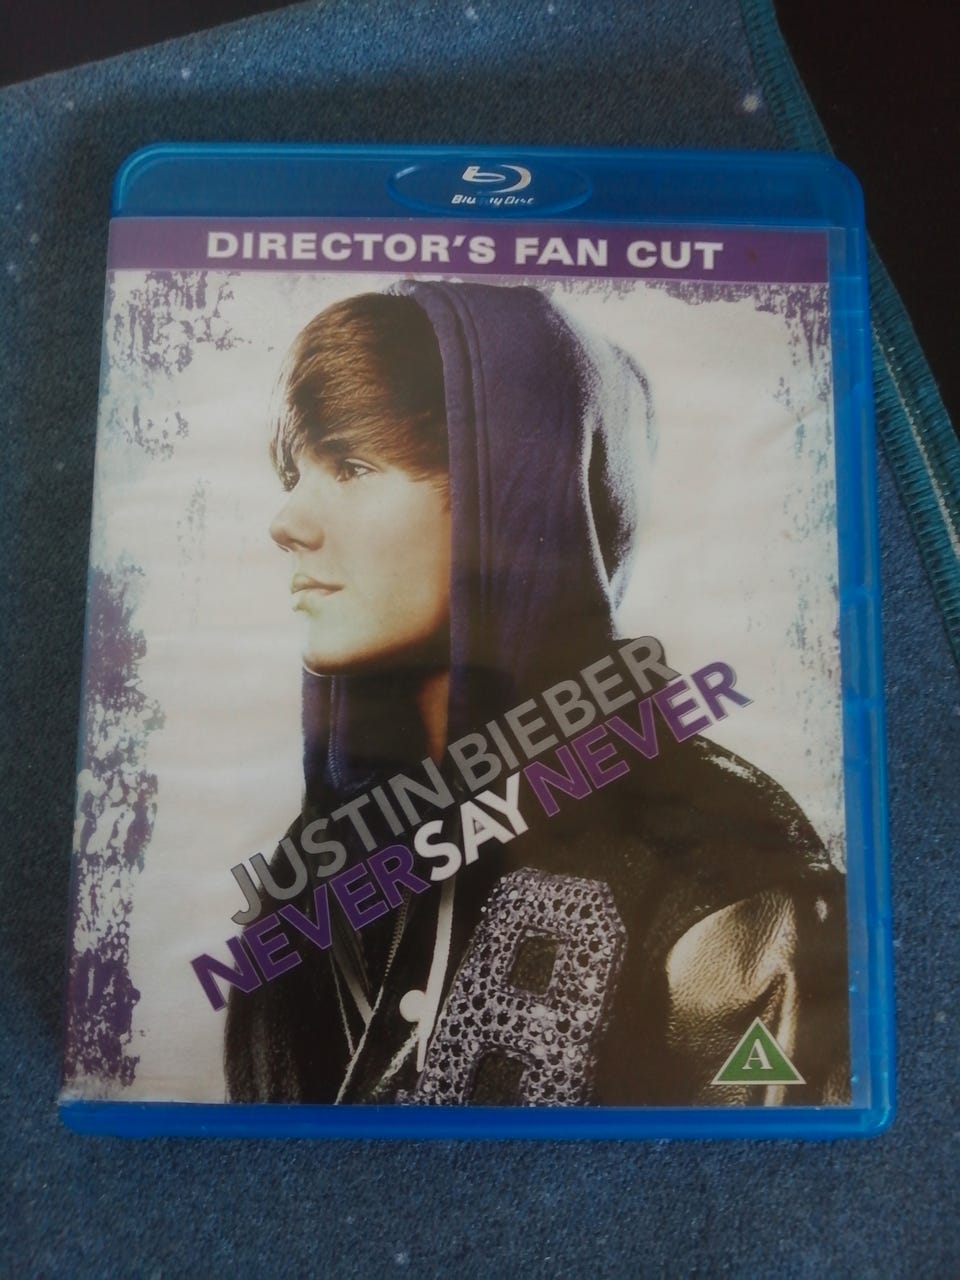 Blu-ray Disc
DIRECTOR'S FAN CUT
JUSTIN BIEBER
NEVER SAY NEVER
A